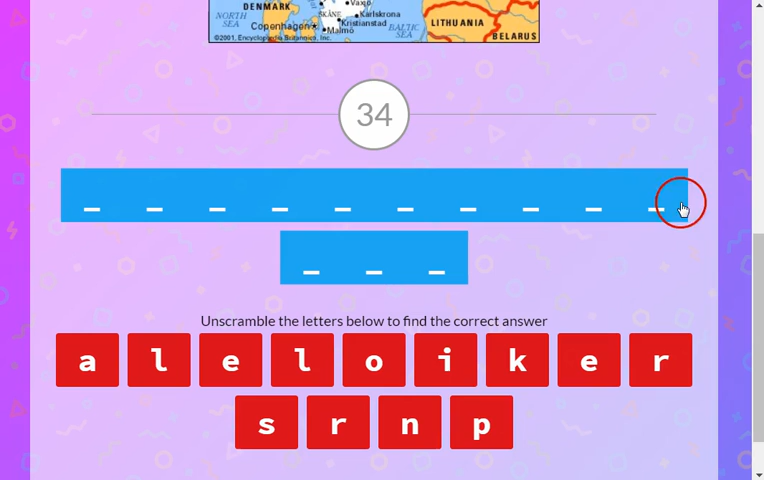 DENMARK
Växjö
NORTH
SEA
SKÅNE
Karlskrona
Copenhagen
Kristianstad
BALTIC
SEA
Malmö
LITHUANIA
BELARUS
©2001, Encyclopædia Britannica, Inc.
34
_ _ _ _ _ _ _ _ _ _
_ _ _
Unscramble the letters below to find the correct answer
a l e l o i k e r
s r n p